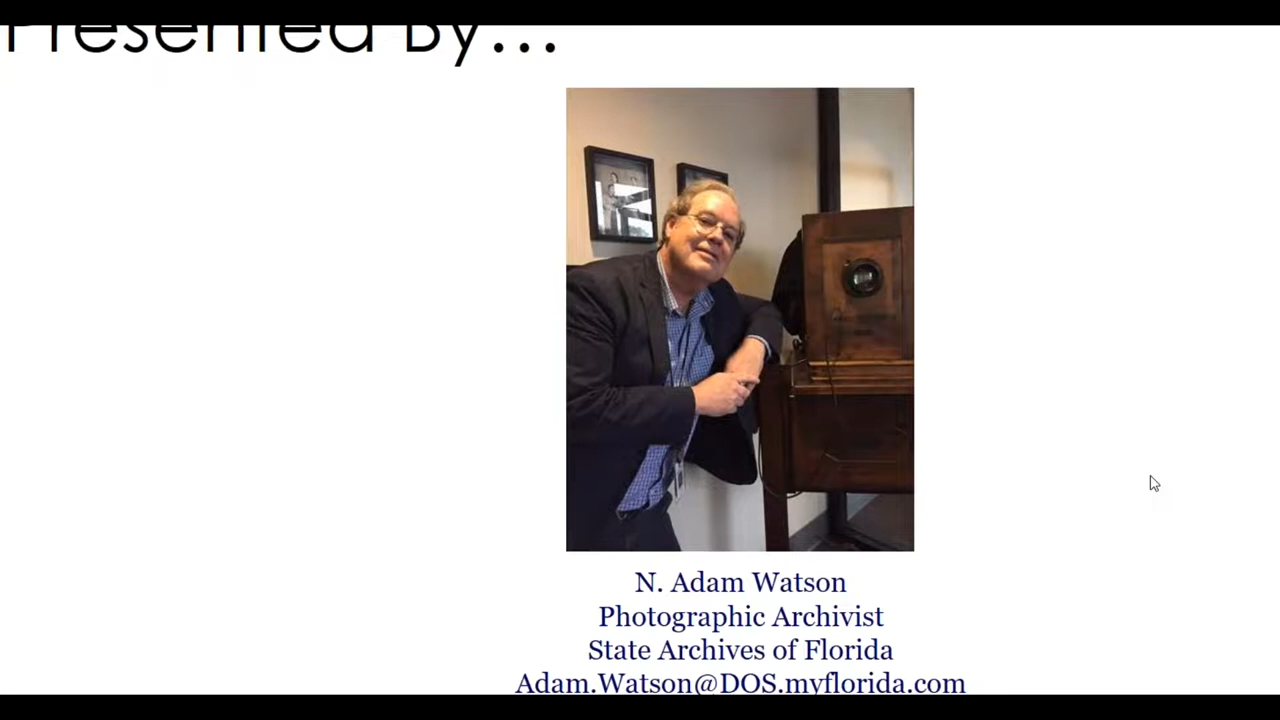 Presented By...
N. Adam Watson
Photographic Archivist
State Archives of Florida
Adam.Watson@DOS.myflorida.com